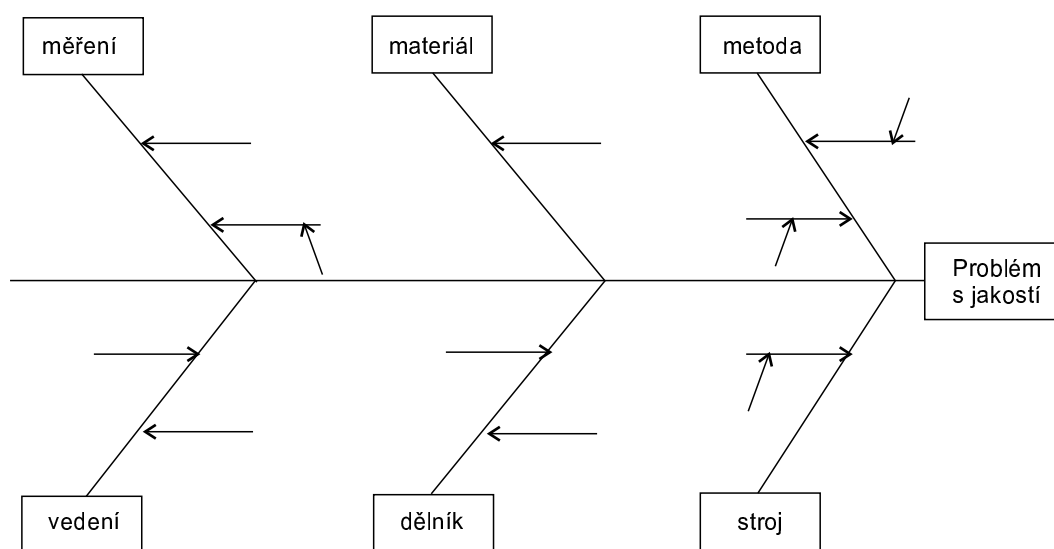 měření
materiál
metoda
Problém
s jakostí
vedení
dělník
stroj